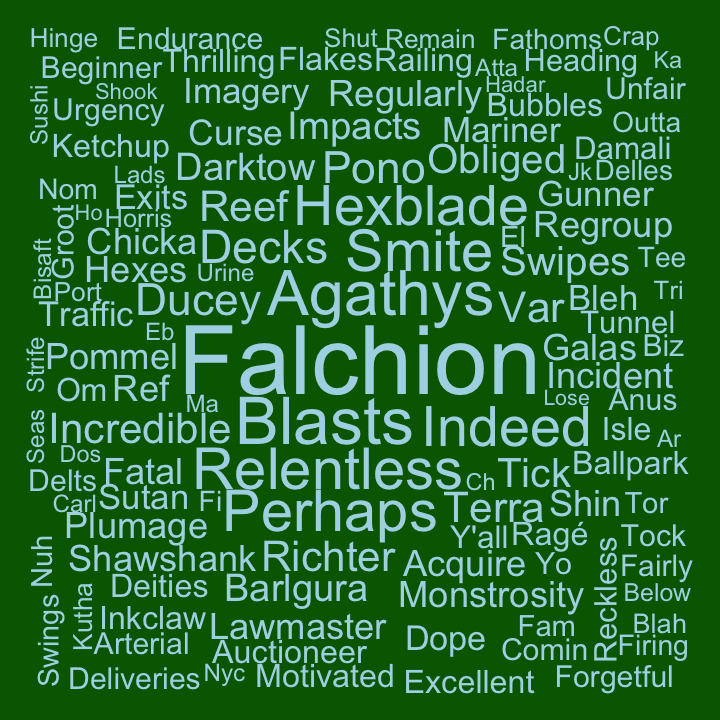 Hinge Endurance Shut Remain Fathoms Crap
Beginner Thrilling Flakes Railing Atta Heading Ka
Sushi Shook Imagery Regularly Hadar Bubbles Unfair
Urgency Curse Impacts Mariner Outta
Ketchup Darktow Pono Obliged Damali
Lads Jk Delles
Nom Exits Reef Hexblade Gunner
Groot Ho Horris
Chicka Decks Smite El Regroup
Bisaft Hexes Urine Swipes Tee
Port Ducey Agathys Var Bleh Tri
Traffic Eb Tunnel
Strife Pommel Falchion Galas Biz
Om Ref Ma Incident
Lose Anus
Seas Incredible Blasts Indeed Isle Ar
Dos Relentless
Delts Fatal Ch Tick Ballpark
Carl Sutan Fi Perhaps Terra Shin Tor
Plumage Y'all Ragé Tock
Nuh Shawshank Richter Acquire Yo Reckless Fairly
Deities Barlgura Monstrosity Below
Swings Kutha Inkclaw Lawmaster Dope Fam Blah
Arterial Auctioneer Comin Firing
Deliveries Nyc Motivated Excellent Forgetful